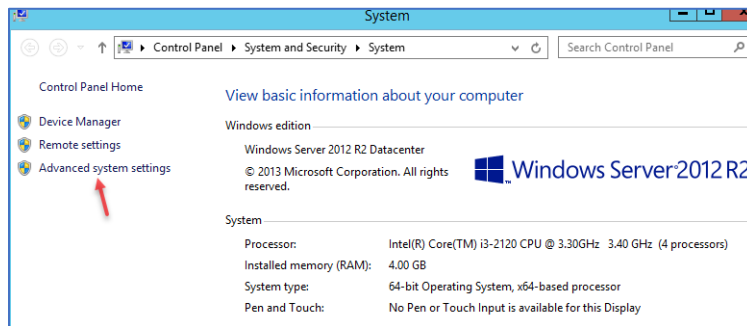 System
Control Panel ▸ System and Security ▸ System
Search Control Panel
Control Panel Home
Device Manager
Remote settings
Advanced system settings
View basic information about your computer
Windows edition
Windows Server 2012 R2 Datacenter
© 2013 Microsoft Corporation. All rights
reserved.
Windows Server 2012 R2
System
Processor: Intel(R) Core(TM) i3-2120 CPU @ 3.30GHz 3.40 GHz (4 processors)
Installed memory (RAM): 4.00 GB
System type: 64-bit Operating System, x64-based processor
Pen and Touch: No Pen or Touch Input is available for this Display